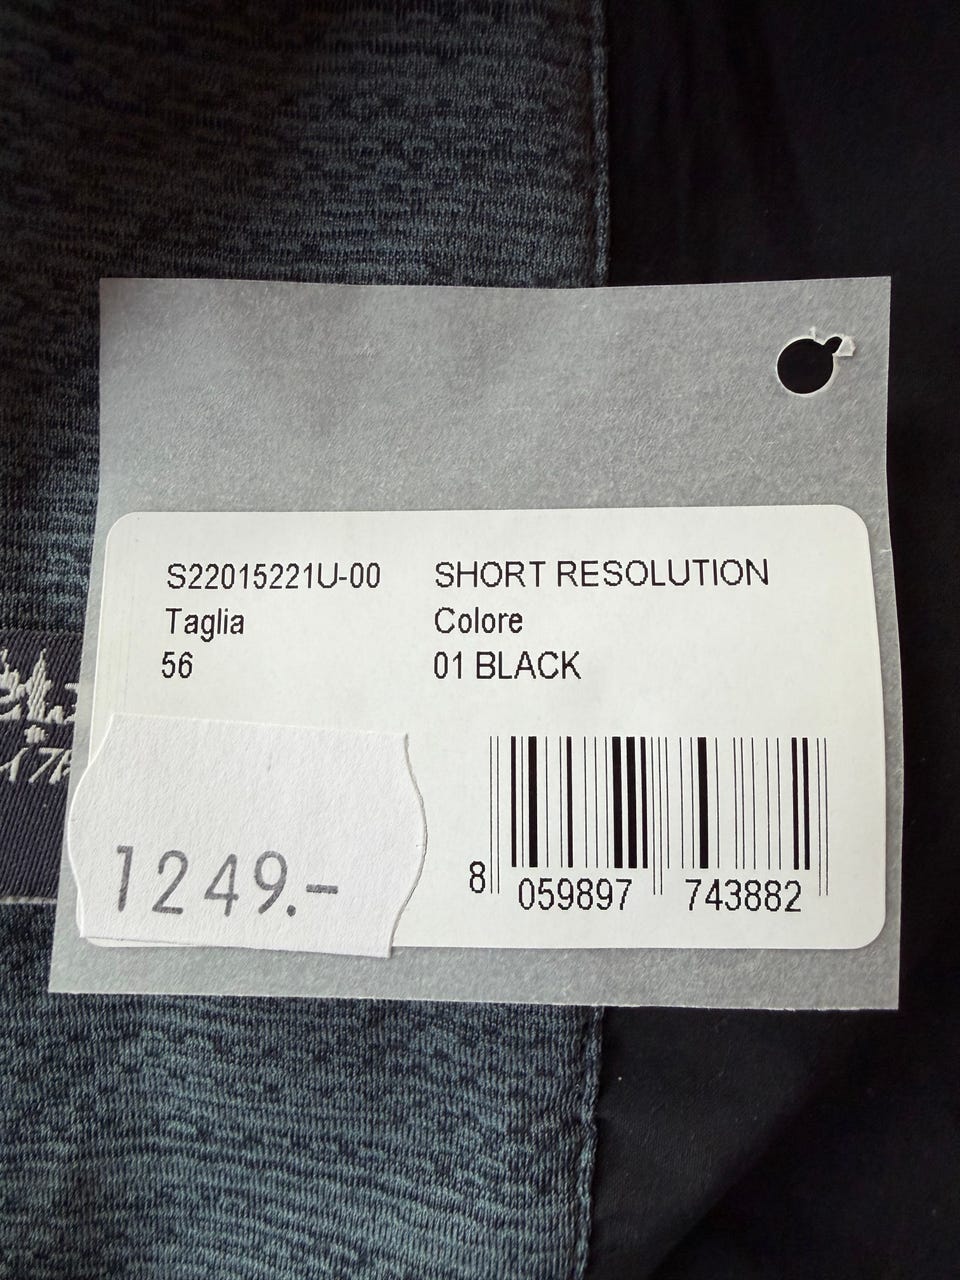 S22015221U-00 SHORT RESOLUTION
Taglia Colore
56 01 BLACK
1249.-
8 059897 743882